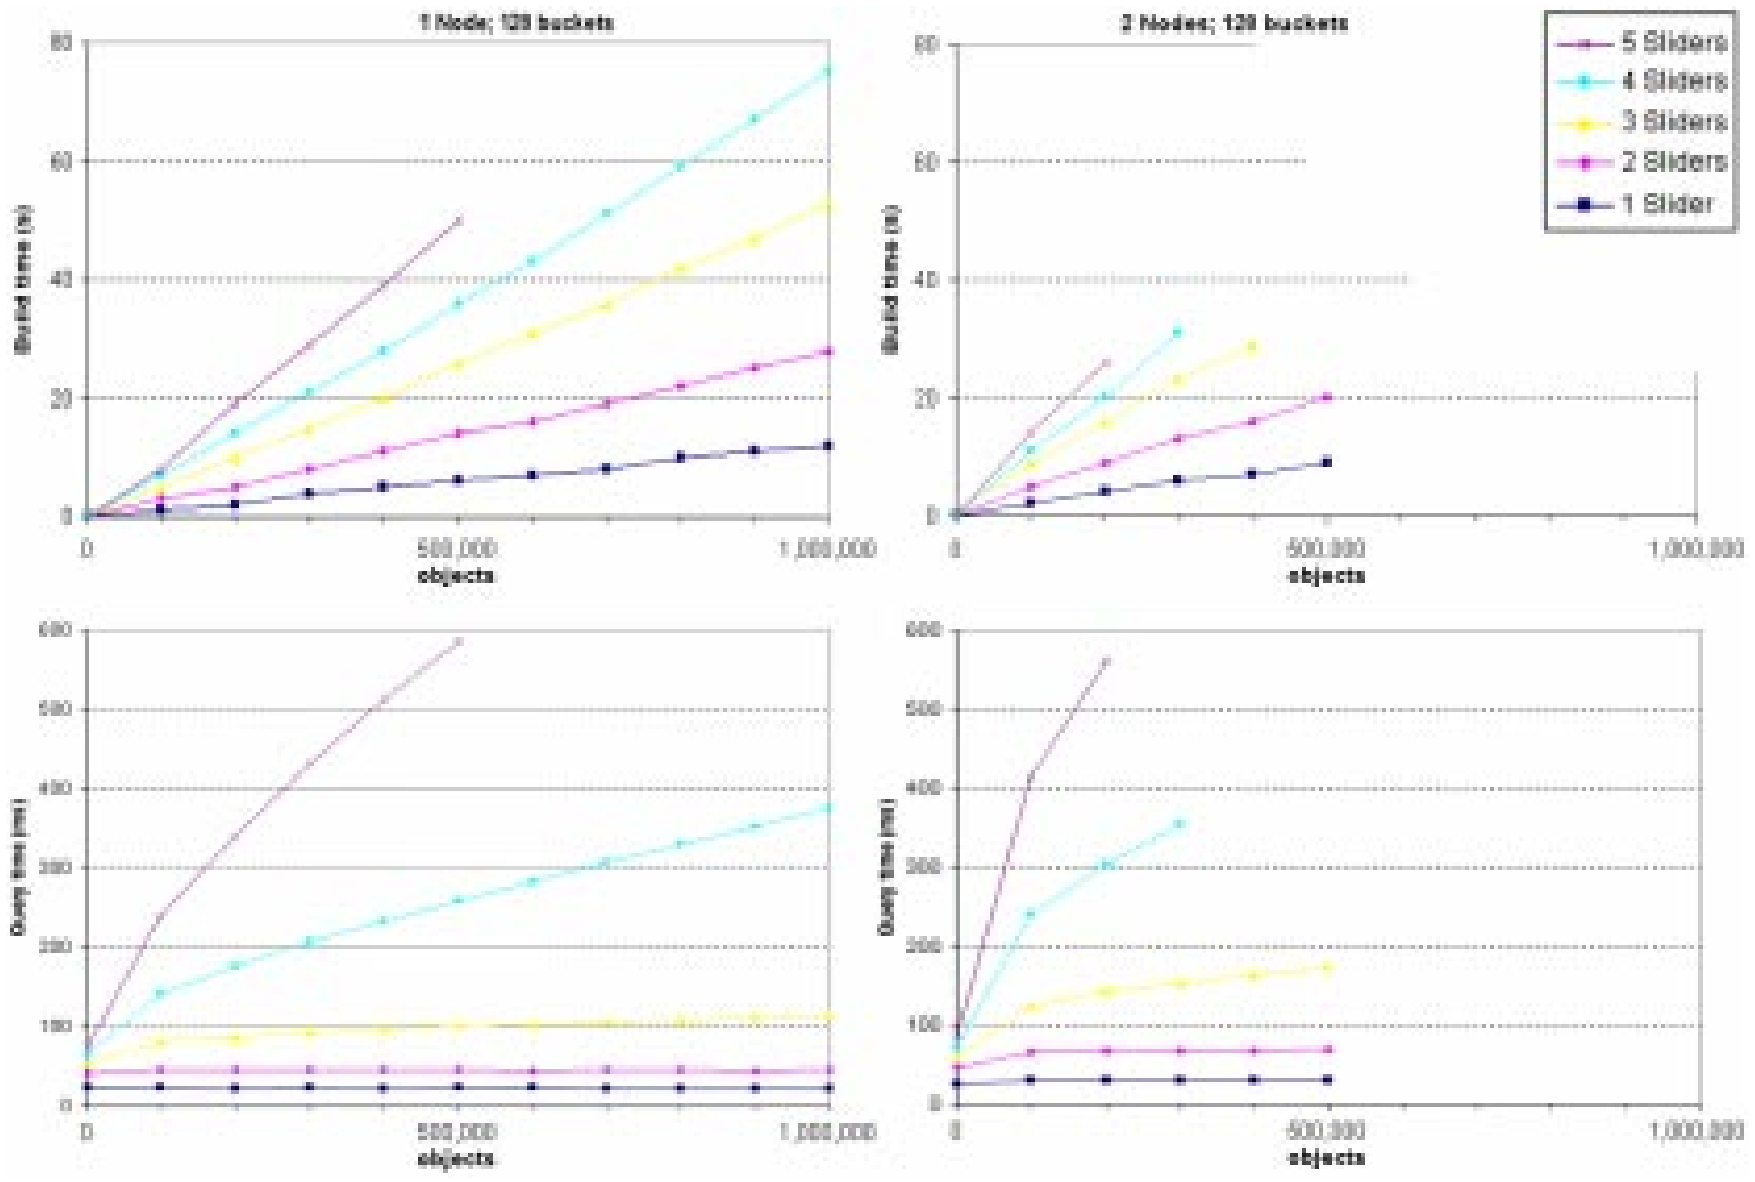 1 Node; 128 buckets
80
60
40
20
0
Build time (s)
0
500,000
1,000,000
objects
2 Nodes; 128 buckets
80
60
40
20
0
Build time (s)
0
500,000
1,000,000
objects
5 Sliders
4 Sliders
3 Sliders
2 Sliders
1 Slider
600
500
400
300
200
100
0
Query time (ms)
0
500,000
1,000,000
objects
600
500
400
300
200
100
0
Query time (ms)
0
500,000
1,000,000
objects